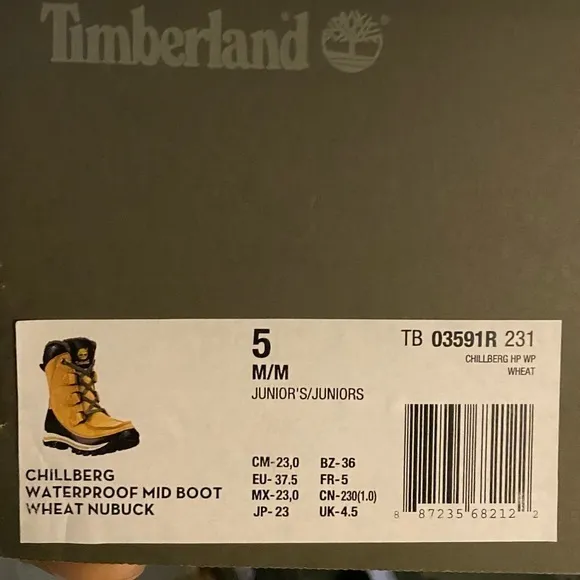 Timberland
5
M/M
JUNIOR'S/JUNIORS
TB 03591R 231
CHILLBERG HP WP
WHEAT
CHILLBERG
WATERPROOF MID BOOT
WHEAT NUBUCK
CM-23,0 BZ-36
EU-37.5 FR-5
MX-23,0 CN-230(1.0)
JP-23 UK-4.5
8 87235 68212 2